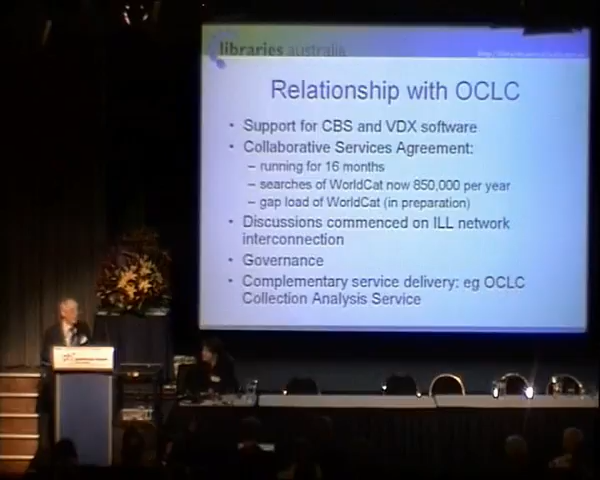 libraries australia
Relationship with OCLC
• Support for CBS and VDX software
• Collaborative Services Agreement:
– running for 16 months
– searches of WorldCat now 850,000 per year
– gap load of WorldCat (in preparation)
• Discussions commenced on ILL network
interconnection
• Governance
• Complementary service delivery: eg OCLC
Collection Analysis Service